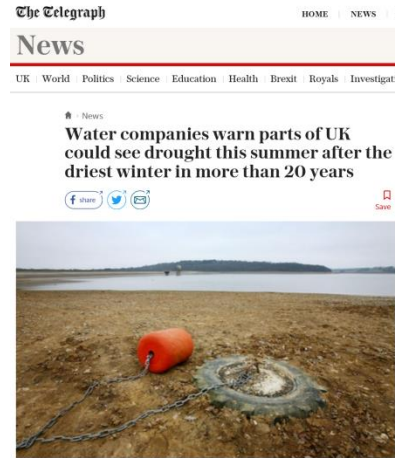 The Telegraph
HOME NEWS
News
UK World Politics Science Education Health Brexit Royals Investigat
News
Water companies warn parts of UK
could see drought this summer after the
driest winter in more than 20 years
f share
Save